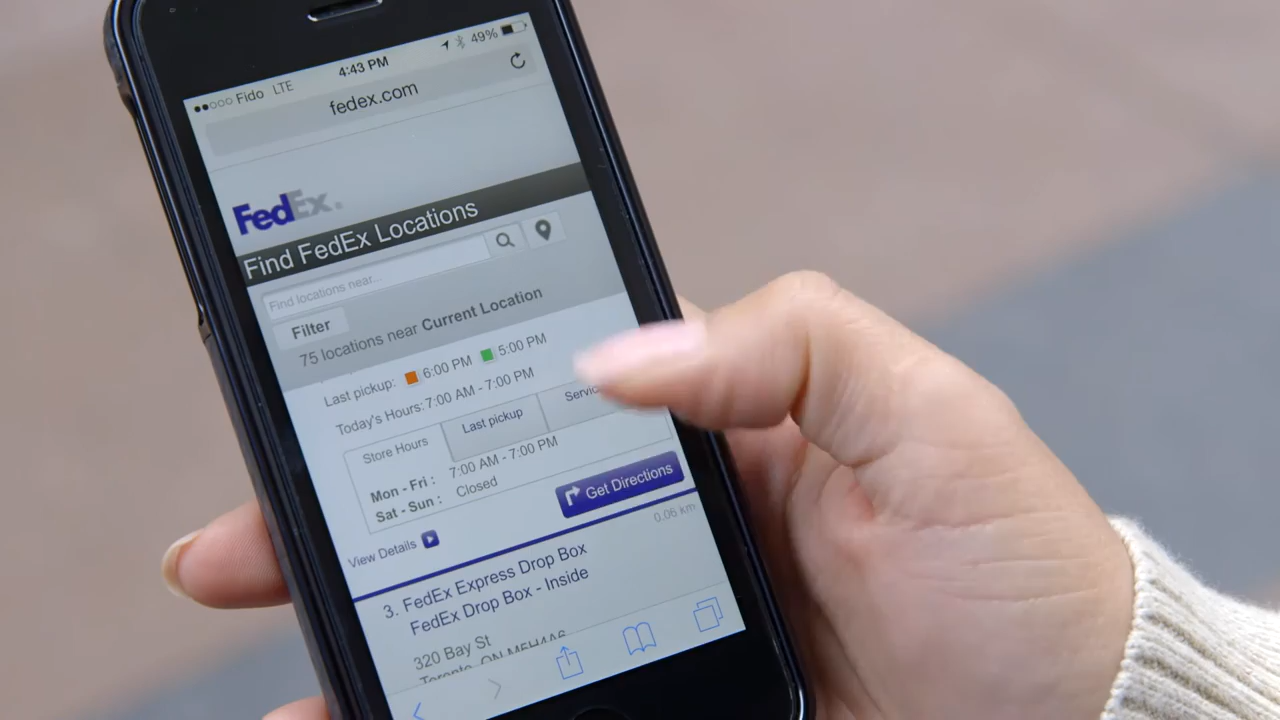 Fido LTE 4:43 PM 49%
fedex.com
FedEx.
Find FedEx Locations
Find locations near...
Filter
75 locations near Current Location
Last pickup: 6:00 PM 5:00 PM
Today's Hours: 7:00 AM - 7:00 PM
Store Hours Last pickup
Mon - Fri : 7:00 AM - 7:00 PM
Sat - Sun : Closed
Get Directions
View Details
0.06 km
3. FedEx Express Drop Box
FedEx Drop Box - Inside
320 Bay St
Toronto, ON M5H4A6